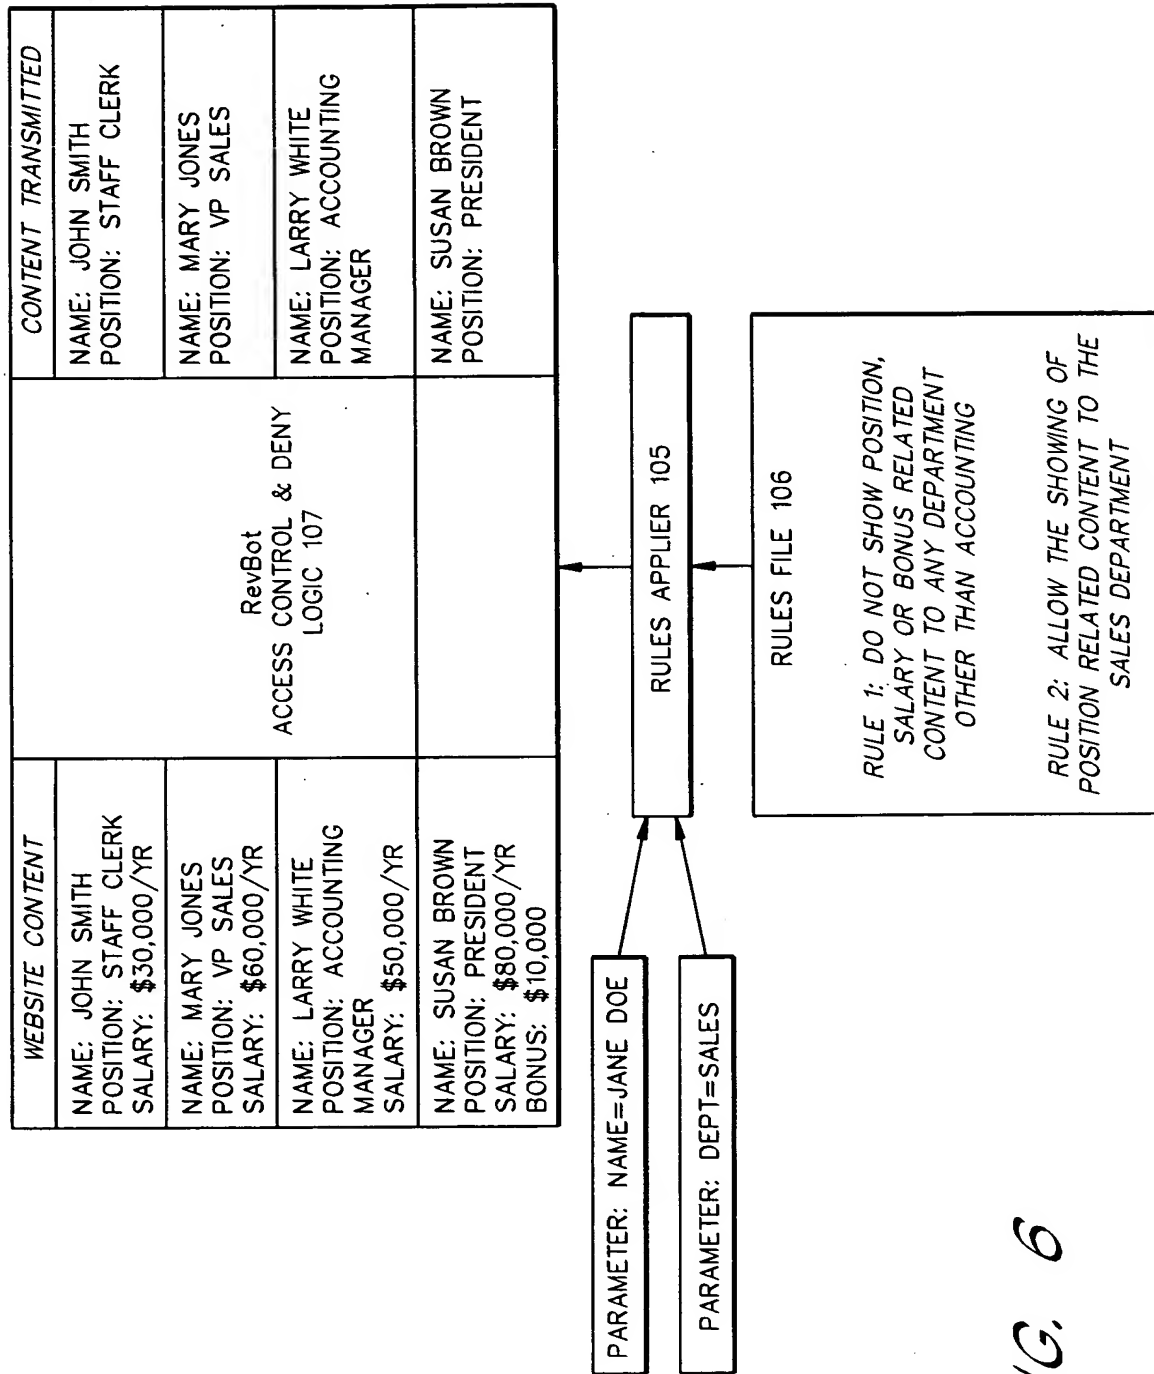 WEBSITE CONTENT
NAME: JOHN SMITH
POSITION: STAFF CLERK
SALARY: $30,000/YR
NAME: MARY JONES
POSITION: VP SALES
SALARY: $60,000/YR
NAME: LARRY WHITE
POSITION: ACCOUNTING
MANAGER
SALARY: $50,000/YR
NAME: SUSAN BROWN
POSITION: PRESIDENT
SALARY: $80,000/YR
BONUS: $10,000
RevBot
ACCESS CONTROL & DENY
LOGIC 107
CONTENT TRANSMITTED
NAME: JOHN SMITH
POSITION: STAFF CLERK
NAME: MARY JONES
POSITION: VP SALES
NAME: LARRY WHITE
POSITION: ACCOUNTING
MANAGER
NAME: SUSAN BROWN
POSITION: PRESIDENT
PARAMETER: NAME=JANE DOE
PARAMETER: DEPT=SALES
RULES APPLIER 105
RULES FILE 106
RULE 1: DO NOT SHOW POSITION,
SALARY OR BONUS RELATED
CONTENT TO ANY DEPARTMENT
OTHER THAN ACCOUNTING
RULE 2: ALLOW THE SHOWING OF
POSITION RELATED CONTENT TO THE
SALES DEPARTMENT
G. 6